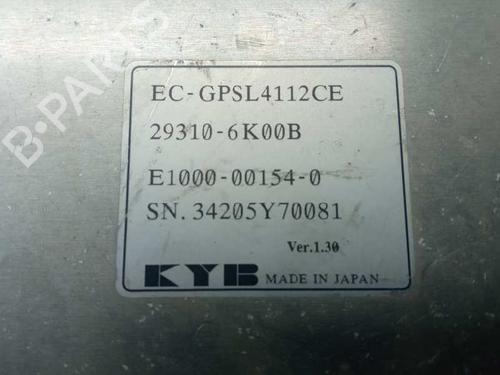 B-PARTS
EC-GPSL4112CE
29310-6K00B
E1000-00154-0
SN.34205Y70081
Ver.1.30
KYB MADE IN JAPAN